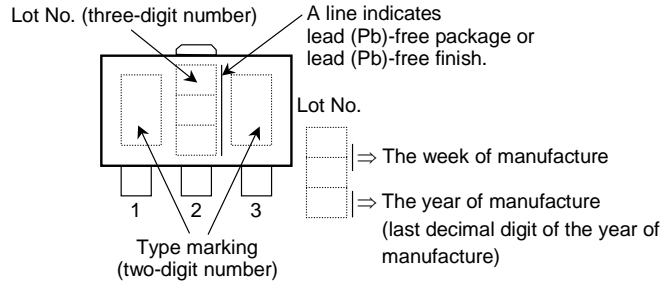 Lot No. (three-digit number)
A line indicates
lead (Pb)-free package or
lead (Pb)-free finish.
Lot No.
⇒ The week of manufacture
⇒ The year of manufacture
(last decimal digit of the year of
manufacture)
1 2 3
Type marking
(two-digit number)